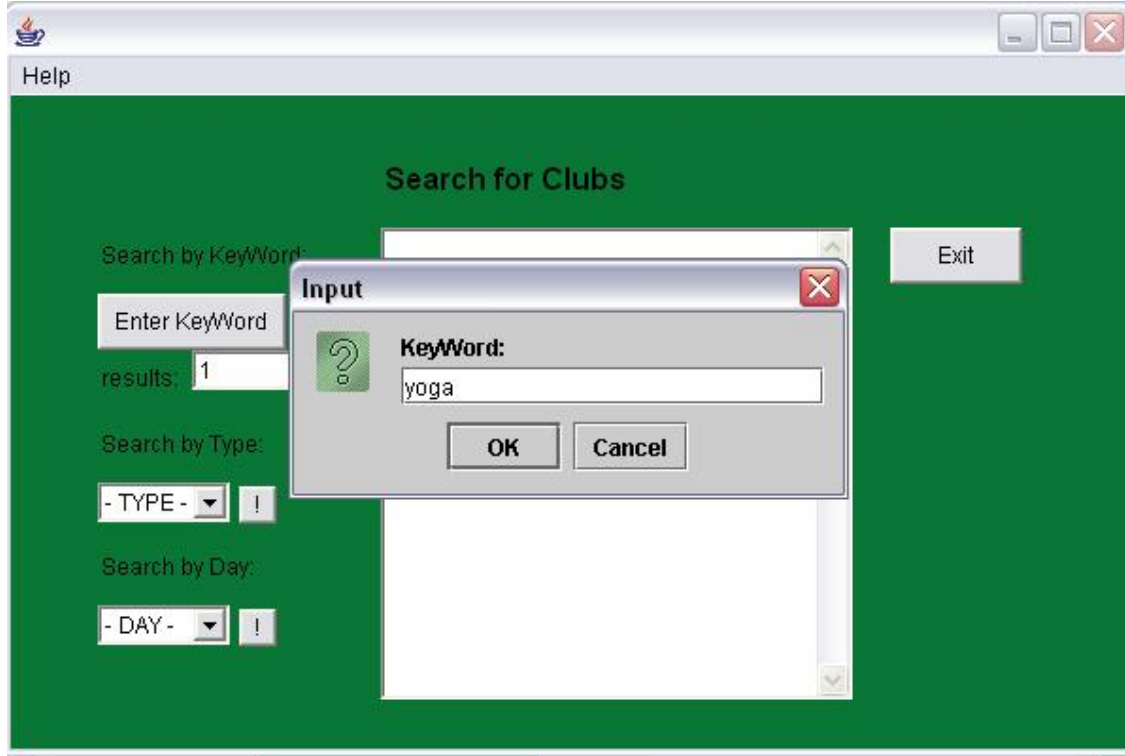 Help
Search for Clubs
Search by KeyWord:
Exit
Input
Enter KeyWord
KeyWord:
yoga
results: 1
OK Cancel
Search by Type:
- TYPE - !
Search by Day:
- DAY - !